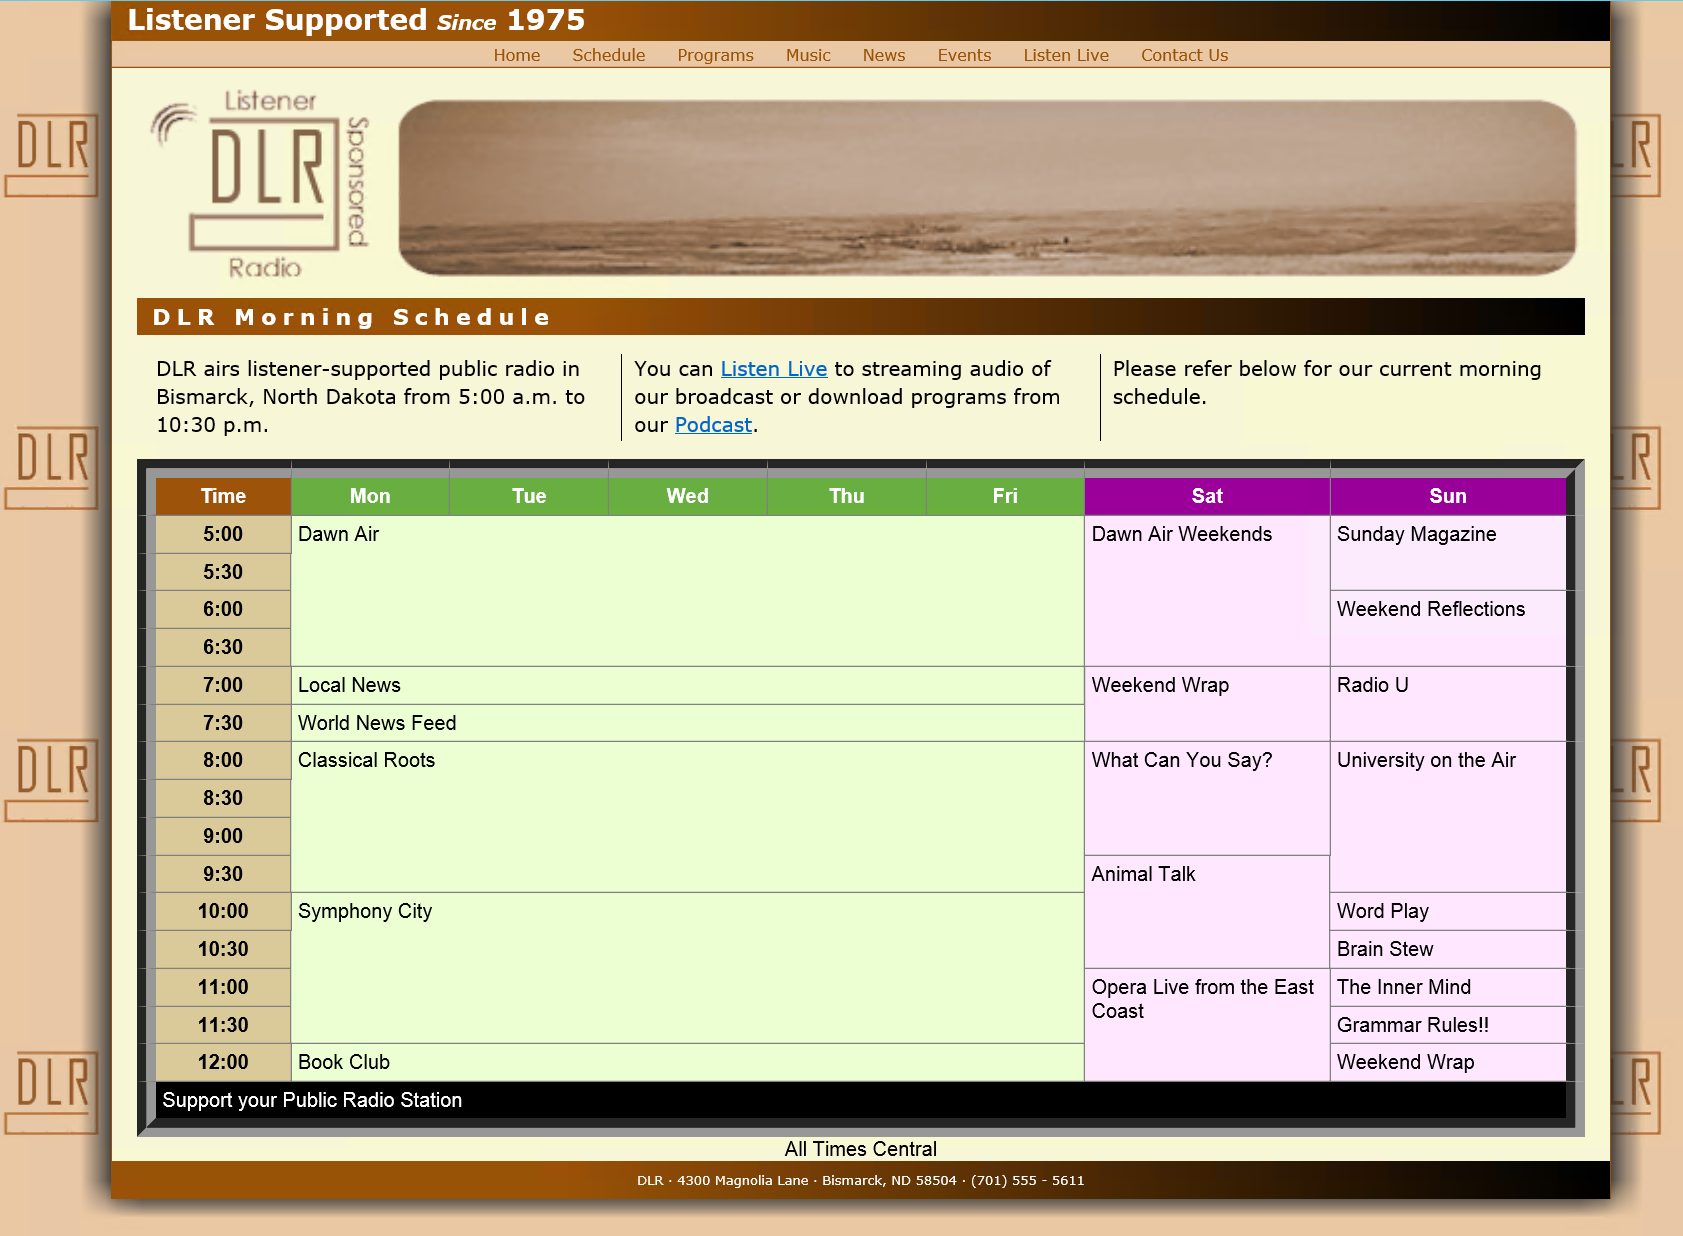 Listener Supported Since 1975
Home Schedule Programs Music News Events Listen Live Contact Us
Listener
DLR
Sponsored
Radio
DLR Morning Schedule
DLR airs listener-supported public radio in
Bismarck, North Dakota from 5:00 a.m. to
10:30 p.m.
You can Listen Live to streaming audio of
our broadcast or download programs from
our Podcast.
Please refer below for our current morning
schedule.
Time Mon Tue Wed Thu Fri Sat Sun
5:00 Dawn Air Dawn Air Weekends Sunday Magazine
5:30
6:00 Weekend Reflections
6:30
7:00 Local News Weekend Wrap Radio U
7:30 World News Feed
8:00 Classical Roots What Can You Say? University on the Air
8:30
9:00
9:30 Animal Talk
10:00 Symphony City Word Play
10:30 Brain Stew
11:00 Opera Live from the East The Inner Mind
Coast
11:30 Grammar Rules!!
12:00 Book Club Weekend Wrap
Support your Public Radio Station
All Times Central
DLR · 4300 Magnolia Lane · Bismarck, ND 58504 · (701) 555 - 5611
DLR
DLR
DLR
DLR
LR
LR
LR
LR